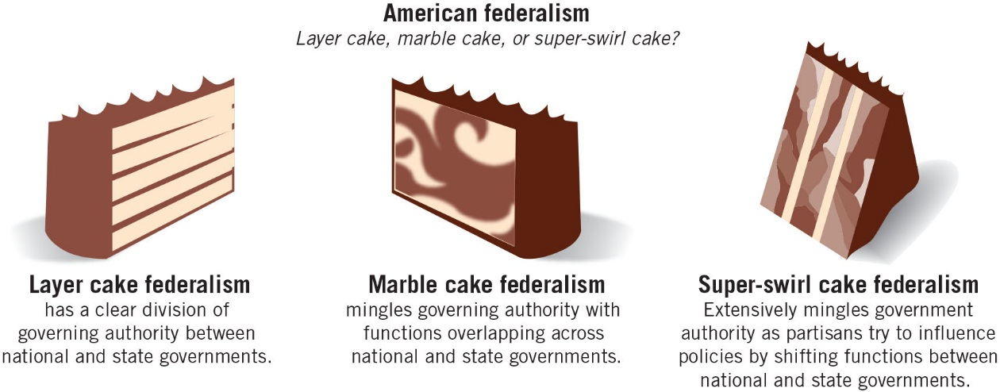 American federalism
Layer cake, marble cake, or super-swirl cake?
Layer cake federalism
has a clear division of
governing authority between
national and state governments.
Marble cake federalism
mingles governing authority with
functions overlapping across
national and state governments.
Super-swirl cake federalism
Extensively mingles government
authority as partisans try to influence
policies by shifting functions between
national and state governments.